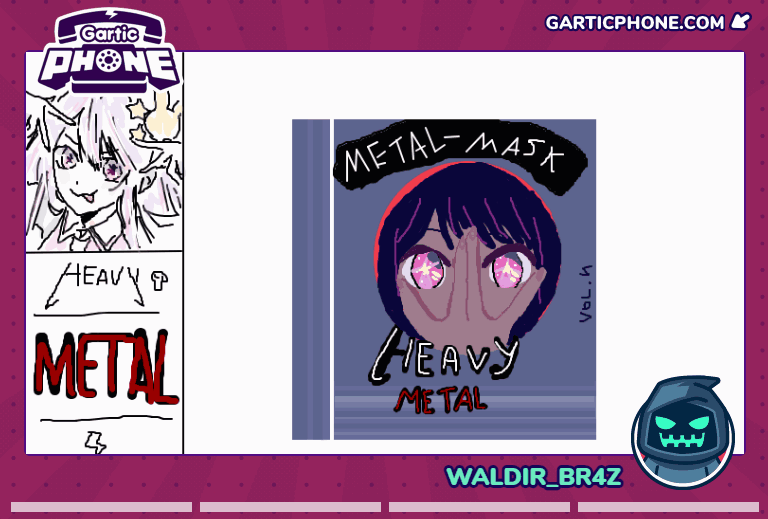 GARTICPHONE.COM
Gartic
PHONE
HEAVY
METAL
METAL-MASK
VOL.4
HEAVY
METAL
WALDIR_BR4Z